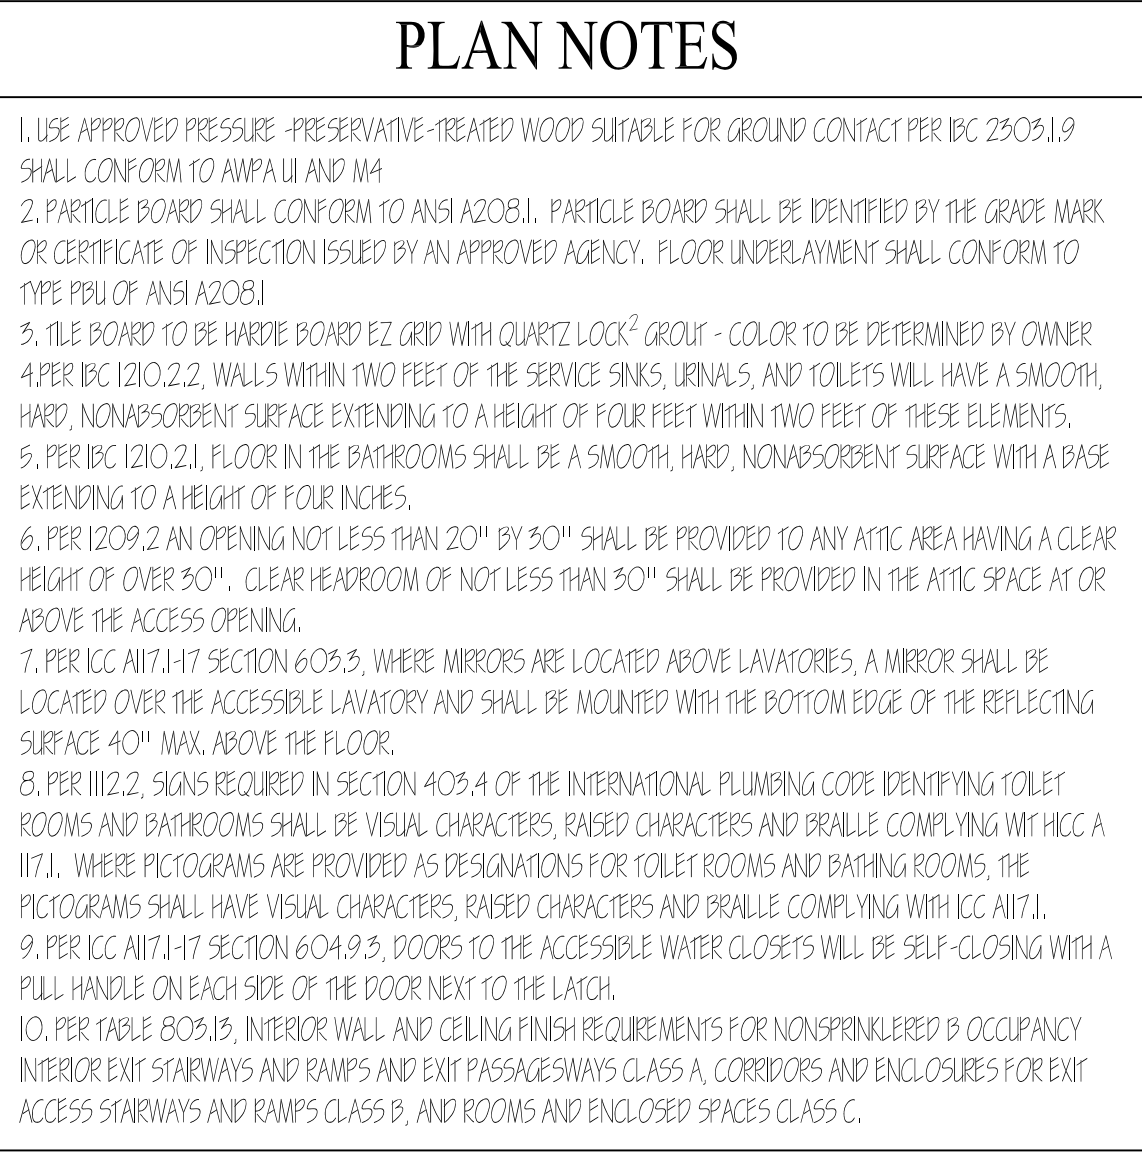 PLAN NOTES
1. USE APPROVED PRESSURE -PRESERVATIVE-TREATED WOOD SUITABLE FOR GROUND CONTACT PER IBC 2303.1.9
SHALL CONFORM TO AWPA U1 AND M4
2. PARTICLE BOARD SHALL CONFORM TO ANSI A208.1.  PARTICLE BOARD SHALL BE IDENTIFIED BY THE GRADE MARK
OR CERTIFICATE OF INSPECTION ISSUED BY AN APPROVED AGENCY.  FLOOR UNDERLAYMENT SHALL CONFORM TO
TYPE PBU OF ANSI A208.1
3. TILE BOARD TO BE HARDIE BOARD EZ GRID WITH QUARTZ LOCK² GROUT - COLOR TO BE DETERMINED BY OWNER
4.PER IBC 1210.2.2, WALLS WITHIN TWO FEET OF THE SERVICE SINKS, URINALS, AND TOILETS WILL HAVE A SMOOTH,
HARD, NONABSORBENT SURFACE EXTENDING TO A HEIGHT OF FOUR FEET WITHIN TWO FEET OF THESE ELEMENTS.
5. PER IBC 1210.2.1, FLOOR IN THE BATHROOMS SHALL BE A SMOOTH, HARD, NONABSORBENT SURFACE WITH A BASE
EXTENDING TO A HEIGHT OF FOUR INCHES.
6. PER 1209.2 AN OPENING NOT LESS THAN 20" BY 30" SHALL BE PROVIDED TO ANY ATTIC AREA HAVING A CLEAR
HEIGHT OF OVER 30".  CLEAR HEADROOM OF NOT LESS THAN 30" SHALL BE PROVIDED IN THE ATTIC SPACE AT OR
ABOVE THE ACCESS OPENING.
7. PER ICC A117.1-17 SECTION 603.3, WHERE MIRRORS ARE LOCATED ABOVE LAVATORIES, A MIRROR SHALL BE
LOCATED OVER THE ACCESSIBLE LAVATORY AND SHALL BE MOUNTED WITH THE BOTTOM EDGE OF THE REFLECTING
SURFACE 40" MAX. ABOVE THE FLOOR.
8. PER 1112.2, SIGNS REQUIRED IN SECTION 403.4 OF THE INTERNATIONAL PLUMBING CODE IDENTIFYING TOILET
ROOMS AND BATHROOMS SHALL BE VISUAL CHARACTERS, RAISED CHARACTERS AND BRAILLE COMPLYING WIT HICC A
117.1.  WHERE PICTOGRAMS ARE PROVIDED AS DESIGNATIONS FOR TOILET ROOMS AND BATHING ROOMS, THE
PICTOGRAMS SHALL HAVE VISUAL CHARACTERS, RAISED CHARACTERS AND BRAILLE COMPLYING WITH ICC A117.1.
9. PER ICC A117.1-17 SECTION 604.9.3, DOORS TO THE ACCESSIBLE WATER CLOSETS WILL BE SELF-CLOSING WITH A
PULL HANDLE ON EACH SIDE OF THE DOOR NEXT TO THE LATCH.
10. PER TABLE 803.13, INTERIOR WALL AND CEILING FINISH REQUIREMENTS FOR NONSPRINKLERED B OCCUPANCY
INTERIOR EXIT STAIRWAYS AND RAMPS AND EXIT PASSAGESWAYS CLASS A, CORRIDORS AND ENCLOSURES FOR EXIT
ACCESS STAIRWAYS AND RAMPS CLASS B, AND ROOMS AND ENCLOSED SPACES CLASS C.